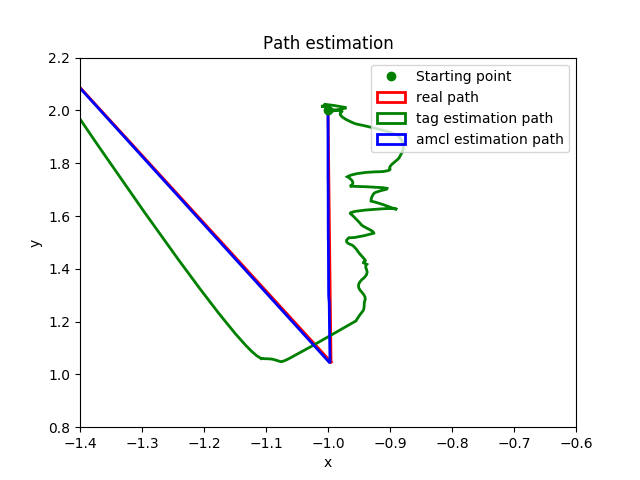 Path estimation
Starting point
real path
tag estimation path
amcl estimation path
2.2
2.0
1.8
1.6
1.4
1.2
1.0
0.8
y
−1.4 −1.3 −1.2 −1.1 −1.0 −0.9 −0.8 −0.7 −0.6
x